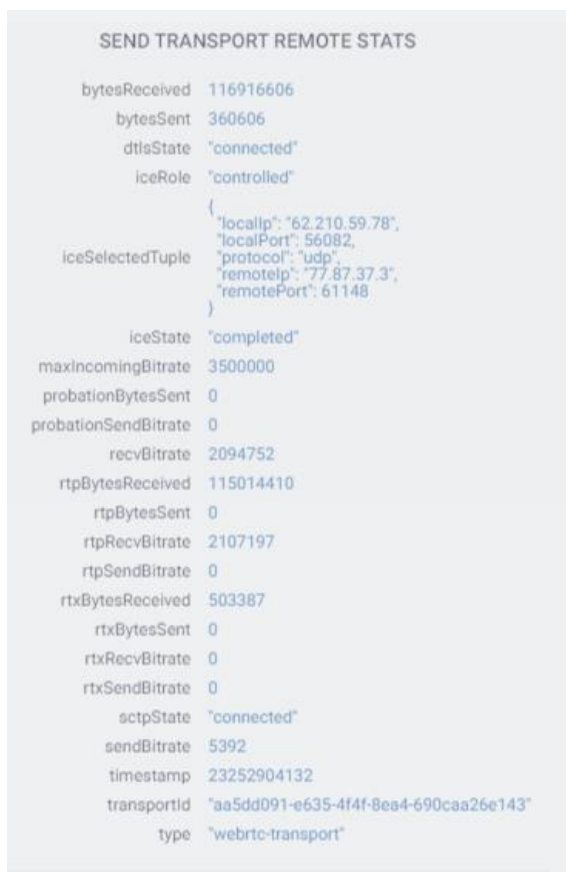 SEND TRANSPORT REMOTE STATS
bytesReceived 116916606
bytesSent 360606
dtlsState "connected"
iceRole "controlled"
iceSelectedTuple {
"localIp": "62.210.59.78",
"localPort": 56082,
"protocol": "udp",
"remoteIp": "77.87.37.3",
"remotePort": 61148
}
iceState "completed"
maxIncomingBitrate 3500000
probationBytesSent 0
probationSendBitrate 0
recvBitrate 2094752
rtpBytesReceived 115014410
rtpBytesSent 0
rtpRecvBitrate 2107197
rtpSendBitrate 0
rtxBytesReceived 503387
rtxBytesSent 0
rtxRecvBitrate 0
rtxSendBitrate 0
sctpState "connected"
sendBitrate 5392
timestamp 23252904132
transportId "aa5dd091-e635-4f4f-8ea4-690caa26e143"
type "webrtc-transport"